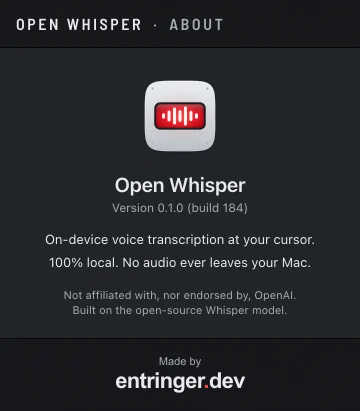 OPEN WHISPER · ABOUT
Open Whisper
Version 0.1.0 (build 184)
On-device voice transcription at your cursor.
100% local. No audio ever leaves your Mac.
Not affiliated with, nor endorsed by, OpenAI.
Built on the open-source Whisper model.
Made by
entringer.dev